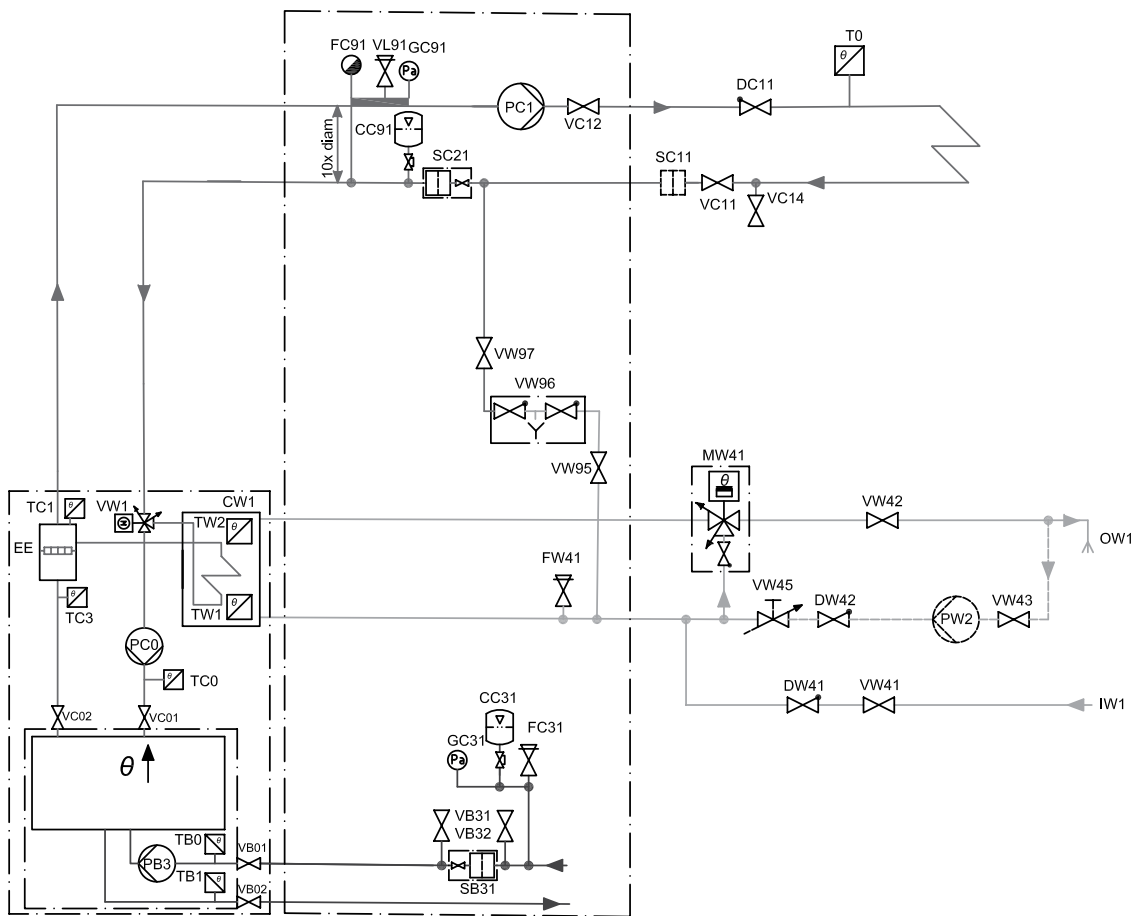 T0
FC91
VL91
GC91
Pa
DC11
PC1
VC12
10x diam
CC91
SC21
SC11
VC11
VC14
VW97
VW96
VW95
MW41
θ
VW42
OW1
TC1
VW1
CW1
TW2
EE
TW1
TC3
FW41
VW45
DW42
PW2
VW43
PC0
TC0
DW41
VW41
IW1
VC02
VC01
CC31
FC31
GC31
Pa
θ
VB31
VB32
TB0
VB01
PB3
TB1
VB02
SB31